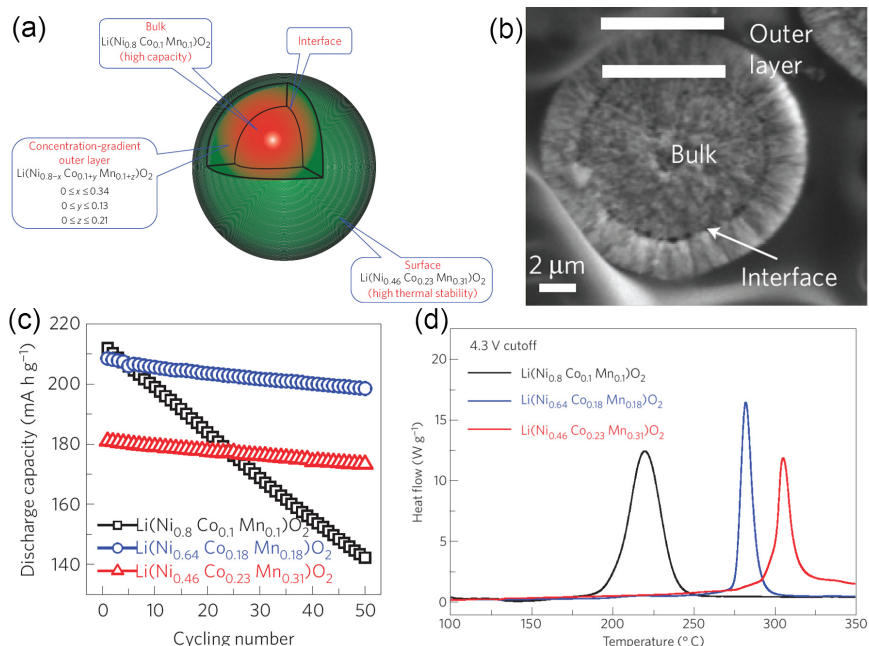 (a)
Bulk
Li(Ni0.8 Co0.1 Mn0.1)O2
(high capacity)
Interface
Concentration-gradient
outer layer
Li(Ni0.8–x Co0.1+y Mn0.1+z)O2
0 ≤ x ≤ 0.34
0 ≤ y ≤ 0.13
0 ≤ z ≤ 0.21
Surface
Li(Ni0.46 Co0.23 Mn0.31)O2
(high thermal stability)
(b)
Outer
layer
Bulk
Interface
2 μm
(c)
Discharge capacity (mA h g–1)
220
200
180
160
140
Li(Ni0.8 Co0.1 Mn0.1)O2
Li(Ni0.64 Co0.18 Mn0.18)O2
Li(Ni0.46 Co0.23 Mn0.31)O2
0 10 20 30 40 50
Cycling number
(d)
4.3 V cutoff
Li(Ni0.8 Co0.1 Mn0.1)O2
Li(Ni0.64 Co0.18 Mn0.18)O2
Li(Ni0.46 Co0.23 Mn0.31)O2
Heat flow (W g–1)
20
15
10
5
0
100 150 200 250 300 350
Temperature (° C)